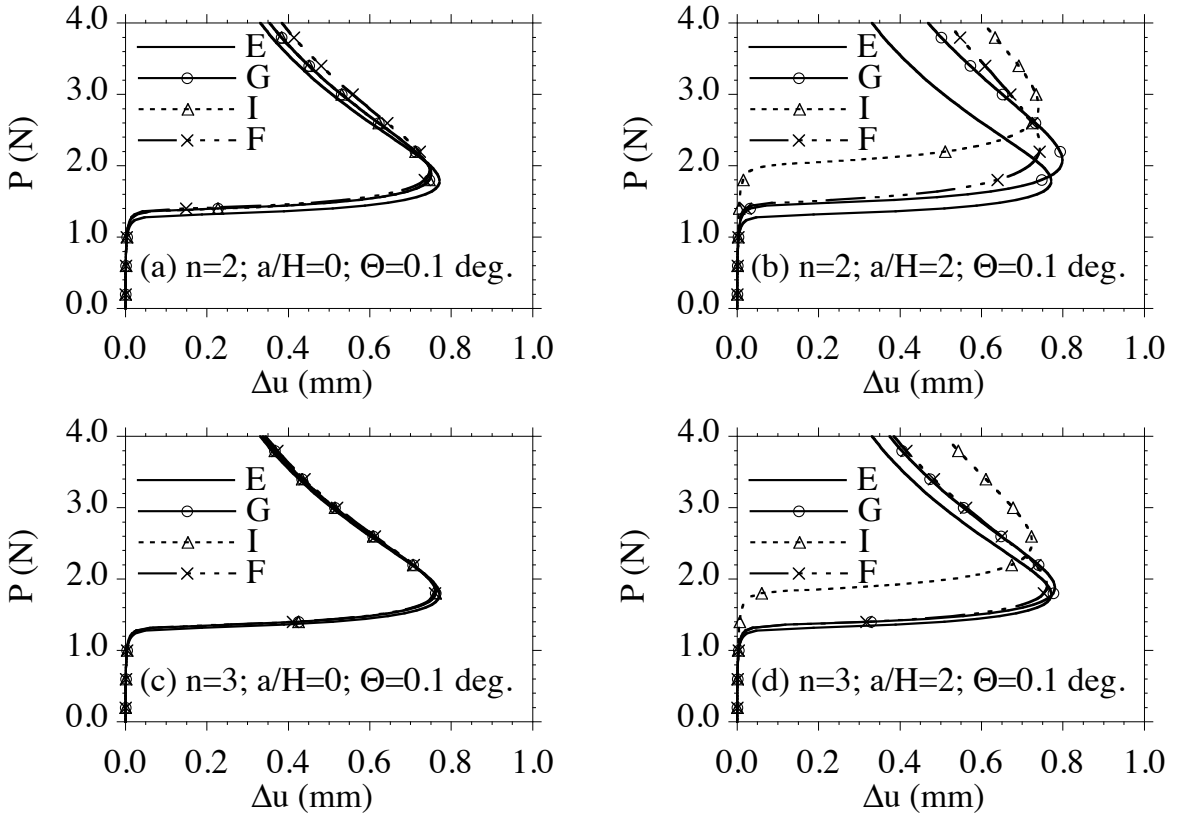 4.0
3.0
2.0
1.0
0.0
P (N)
E
G
I
F
(a) n=2; a/H=0; Θ=0.1 deg.
0.0 0.2 0.4 0.6 0.8 1.0
Δu (mm)
4.0
3.0
2.0
1.0
0.0
P (N)
E
G
I
F
(b) n=2; a/H=2; Θ=0.1 deg.
0.0 0.2 0.4 0.6 0.8 1.0
Δu (mm)
4.0
3.0
2.0
1.0
0.0
P (N)
E
G
I
F
(c) n=3; a/H=0; Θ=0.1 deg.
0.0 0.2 0.4 0.6 0.8 1.0
Δu (mm)
4.0
3.0
2.0
1.0
0.0
P (N)
E
G
I
F
(d) n=3; a/H=2; Θ=0.1 deg.
0.0 0.2 0.4 0.6 0.8 1.0
Δu (mm)